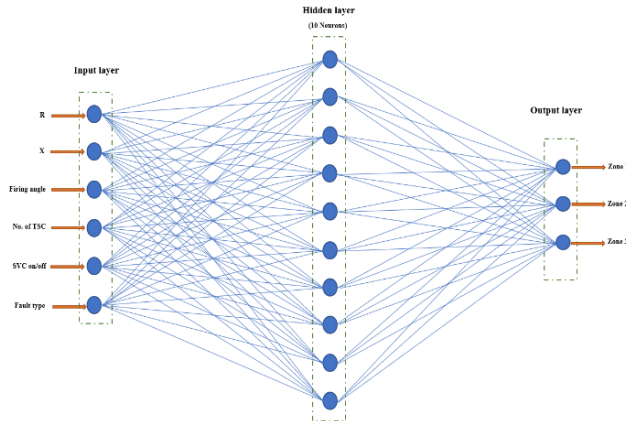 Hidden layer
(10 Neurons)
Input layer
Output layer
R
X
Firing angle
No. of TSC
SVC on/off
Fault type
Zone
Zone
Zone